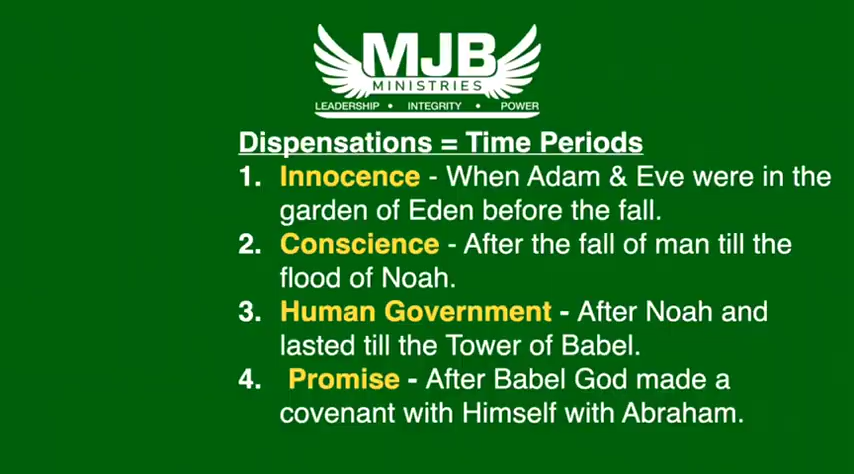 MJB
MINISTRIES
LEADERSHIP • INTEGRITY • POWER
Dispensations = Time Periods
1. Innocence - When Adam & Eve were in the
garden of Eden before the fall.
2. Conscience - After the fall of man till the
flood of Noah.
3. Human Government - After Noah and
lasted till the Tower of Babel.
4. Promise - After Babel God made a
covenant with Himself with Abraham.